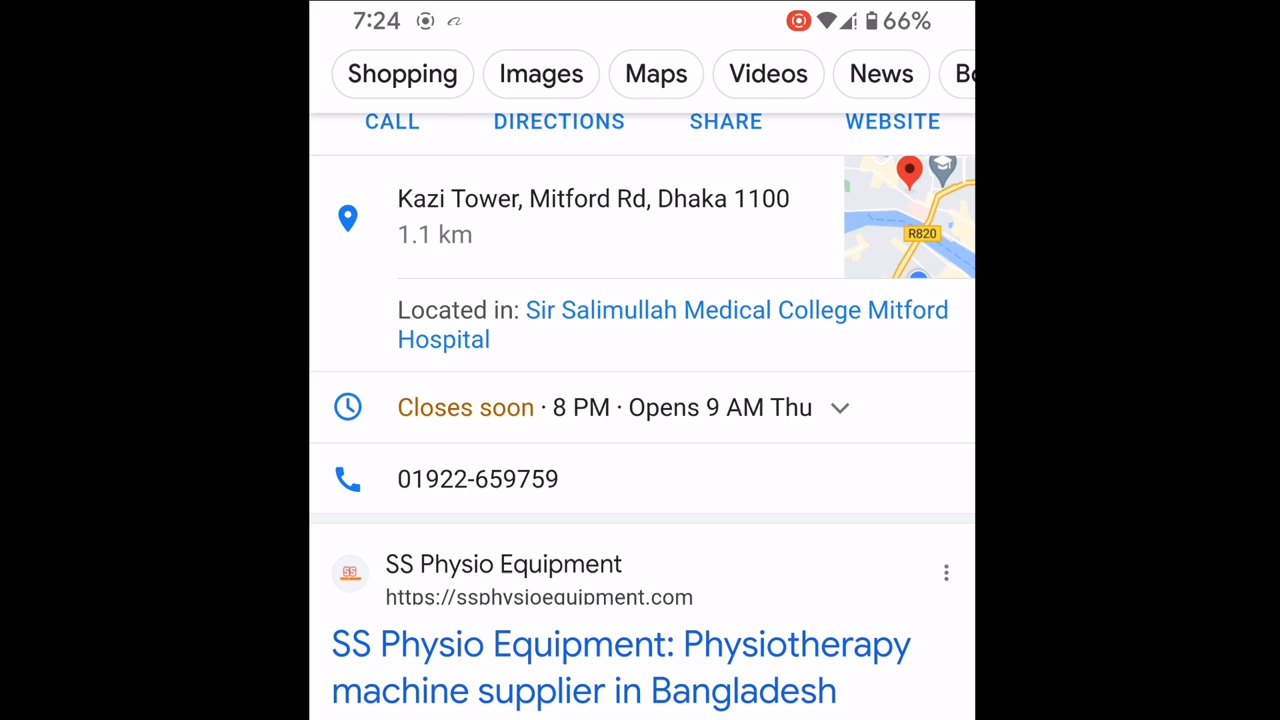 7:24 66%
Shopping Images Maps Videos News Bo
CALL DIRECTIONS SHARE WEBSITE
Kazi Tower, Mitford Rd, Dhaka 1100
1.1 km
R820
Located in: Sir Salimullah Medical College Mitford
Hospital
Closes soon · 8 PM · Opens 9 AM Thu
01922-659759
SS
SS Physio Equipment
https://ssphysioequipment.com
SS Physio Equipment: Physiotherapy
machine supplier in Bangladesh